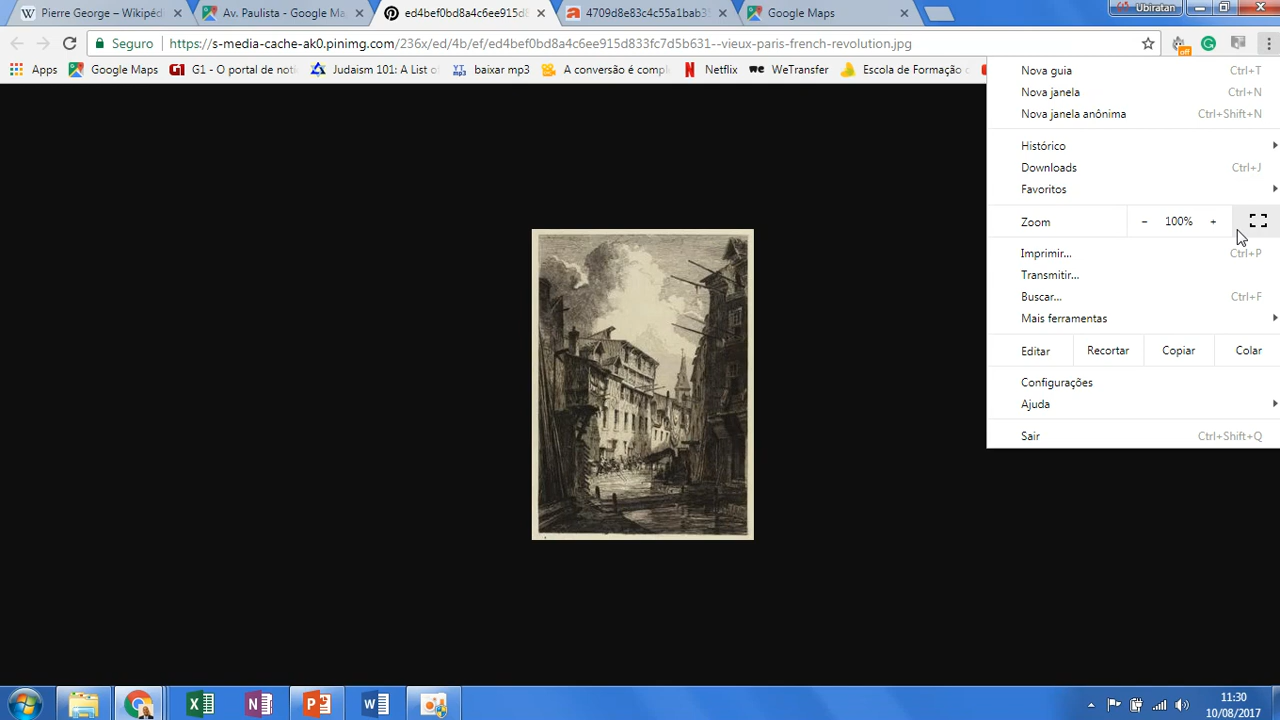 Pierre George – Wikipéd
Av. Paulista - Google Ma
ed4bef0bd8a4c6ee915d8
4709d8e83c4c55a1bab35
Google Maps
Ubiratan
Seguro
https://s-media-cache-ak0.pinimg.com/236x/ed/4b/ef/ed4bef0bd8a4c6ee915d833fc7d5b631--vieux-paris-french-revolution.jpg
off
Apps
Google Maps
G1 - O portal de notí
Judaism 101: A List o
baixar mp3
A conversão é compl
Netflix
WeTransfer
Escola de Formação d
Nova guia Ctrl+T
Nova janela Ctrl+N
Nova janela anônima Ctrl+Shift+N
Histórico
Downloads Ctrl+J
Favoritos
Zoom - 100% +
Imprimir... Ctrl+P
Transmitir...
Buscar... Ctrl+F
Mais ferramentas
Editar Recortar Copiar Colar
Configurações
Ajuda
Sair Ctrl+Shift+Q
11:30
10/08/2017